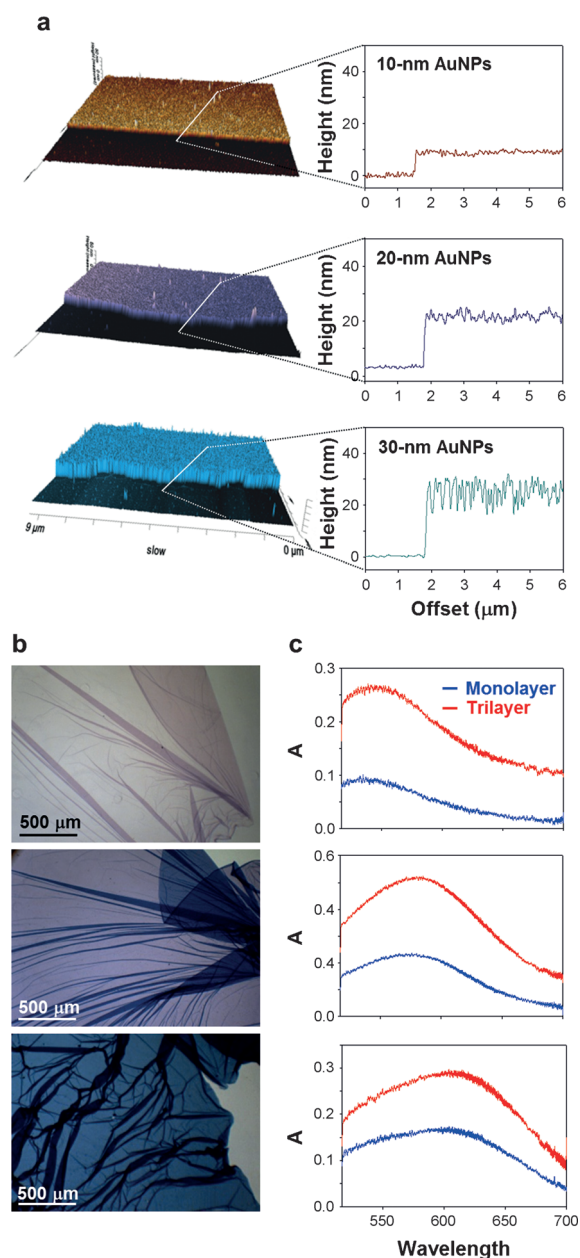 a
10-nm AuNPs
Height (nm)
40
20
0
0 1 2 3 4 5 6
20-nm AuNPs
Height (nm)
40
20
0
0 1 2 3 4 5 6
30-nm AuNPs
Height (nm)
40
20
0
0 1 2 3 4 5 6
Offset (μm)
9 μm
slow
0 μm
b
500 μm
500 μm
500 μm
c
Monolayer
Trilayer
A
0.3
0.2
0.1
0.0
A
0.6
0.4
0.4
0.0
A
0.3
0.2
0.1
0.0
550 600 650 700
Wavelength